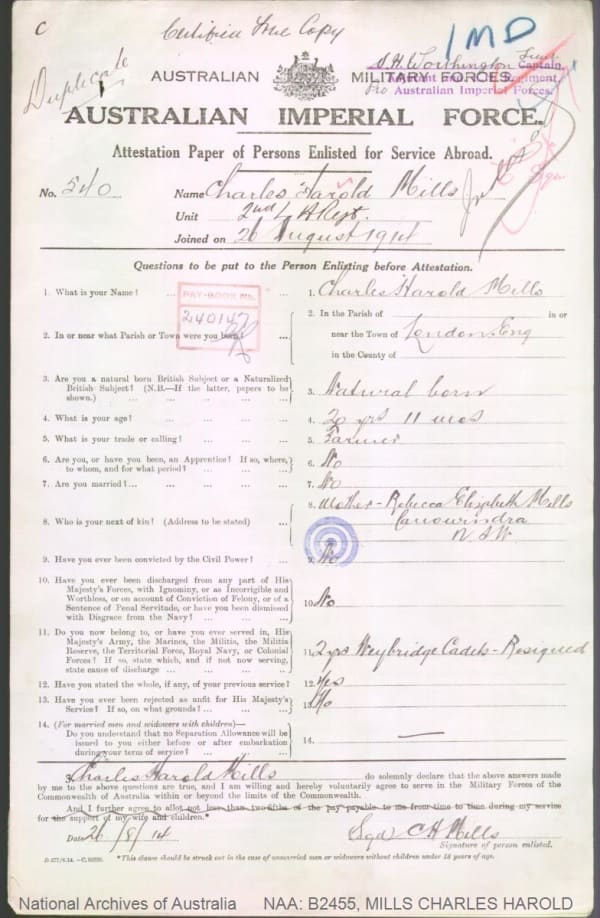 C
Certified True Copy
1 MD
Duplicate
S. H. Worthington Lieut
Captain,
AUSTRALIAN MILITARY FORCES.
Adjutant Regiment
pro Australian Imperial Forces.
AUSTRALIAN IMPERIAL FORCE.
Attestation Paper of Persons Enlisted for Service Abroad.
No. 540 Name Charles Harold Mills
Unit 2nd L H Regt.
Joined on 26 August 1914
Questions to be put to the Person Enlisting before Attestation.
1. What is your Name? ... ... 1. Charles Harold Mills
PAY-BOOK No.
240147
2. In or near what Parish or Town were you born? ... 2. In the Parish of in or
near the Town of London. Eng
in the County of
3. Are you a natural born British Subject or a Naturalized
British Subject? (N.B.—If the latter, papers to be
shown.) ... ... ... 3. Natural born
4. What is your age? ... ... ... 4. 20 yrs 11 mos
5. What is your trade or calling? ... ... ... 5. Farmer
6. Are you, or have you been, an Apprentice? If so, where,
to whom, and for what period? ... ... ... 6. No
7. Are you married? ... ... ... ... 7. No
8. Who is your next of kin? (Address to be stated) ... 8. Mother - Rebecca Elizabeth Mills
Canowindra
N.S.W
9. Have you ever been convicted by the Civil Power? ... 9. No
10. Have you ever been discharged from any part of His
Majesty's Forces, with Ignominy, or as Incorrigible and
Worthless, or on account of Conviction of Felony, or of a
Sentence of Penal Servitude, or have you been dismissed
with Disgrace from the Navy? ... ... 10. No
11. Do you now belong to, or have you ever served in, His
Majesty's Army, the Marines, the Militia, the Militia
Reserve, the Territorial Force, Royal Navy, or Colonial
Forces? If so, state which, and if not now serving,
state cause of discharge ... ... ... 11. 2 yrs Weybridge Cadets - Resigned
12. Have you stated the whole, if any, of your previous service? 12. Yes
13. Have you ever been rejected as unfit for His Majesty's
Service? If so, on what grounds? ... ... ... 13. No
14. (For married men and widowers with children)—
Do you understand that no Separation Allowance will be
issued to you either before or after embarkation
during your term of service? ... ... 14. —
I, Charles Harold Mills do solemnly declare that the above answers made
by me to the above questions are true, and I am willing and hereby voluntarily agree to serve in the Military Forces of the
Commonwealth of Australia within or beyond the limits of the Commonwealth.
And I further agree to allot not less than two-fifths of the pay payable to me from time to time during my service
for the support of my wife and children.*
Date 26/8/14 Sgd C H Mills
Signature of person enlisted.
*This clause should be struck out in the case of unmarried men or widowers without children under 18 years of age.
National Archives of Australia NAA: B2455, MILLS CHARLES HAROLD